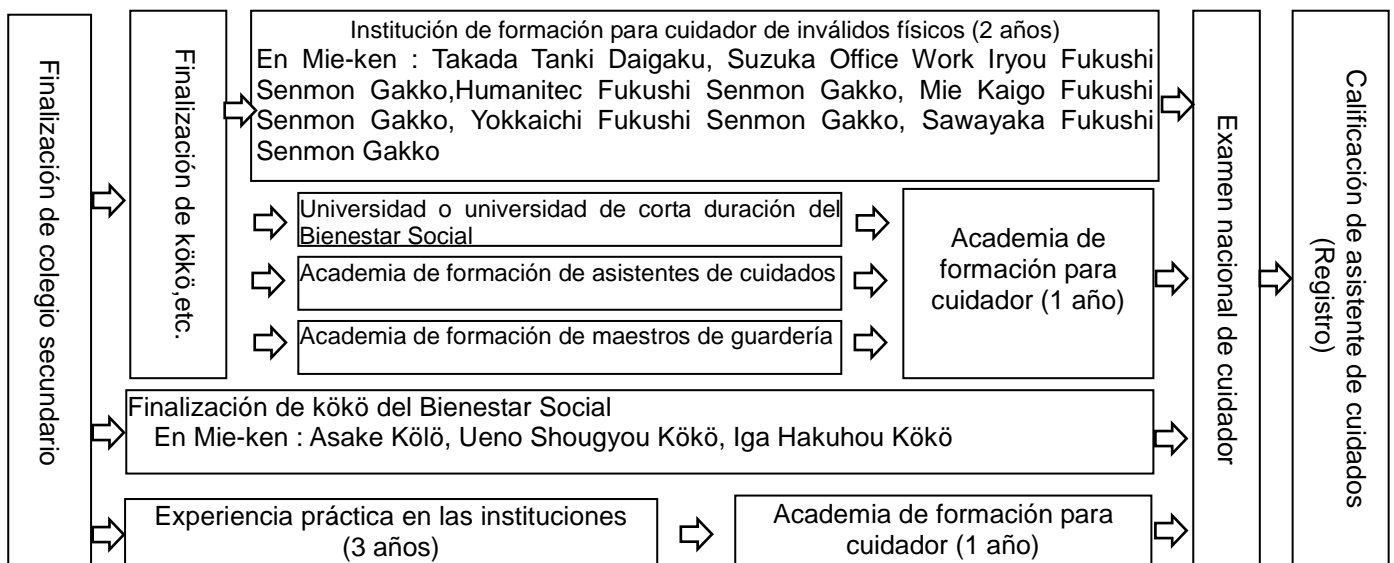 Finalización de colegio secundario
Finalización de kökö,etc.
Institución de formación para cuidador de inválidos físicos (2 años)
En Mie-ken : Takada Tanki Daigaku, Suzuka Office Work Iryou Fukushi
Senmon Gakko,Humanitec Fukushi Senmon Gakko, Mie Kaigo Fukushi
Senmon Gakko, Yokkaichi Fukushi Senmon Gakko, Sawayaka Fukushi
Senmon Gakko
Universidad o universidad de corta duración del
Bienestar Social
Academia de formación de asistentes de cuidados
Academia de formación de maestros de guardería
Academia de
formación para
cuidador (1 año)
Finalización de kökö del Bienestar Social
En Mie-ken : Asake Kölö, Ueno Shougyou Kökö, Iga Hakuhou Kökö
Experiencia práctica en las instituciones
(3 años)
Academia de formación para
cuidador (1 año)
Examen nacional de cuidador
Calificación de asistente de cuidados
(Registro)